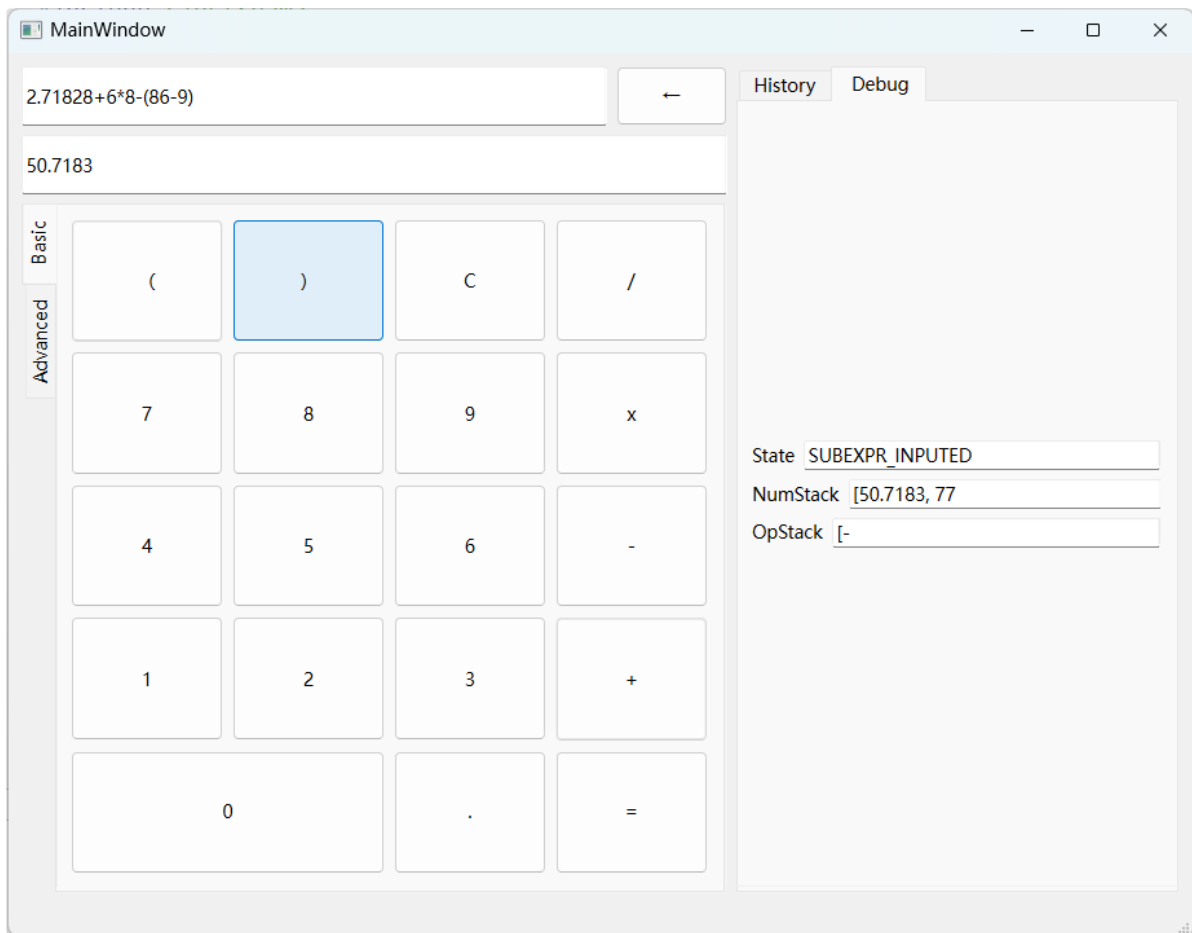 MainWindow
2.71828+6*8-(86-9)
←
50.7183
Basic
Advanced
( ) C /
7 8 9 x
4 5 6 -
1 2 3 +
0 . =
History Debug
State SUBEXPR_INPUTED
NumStack [50.7183, 77
OpStack [-